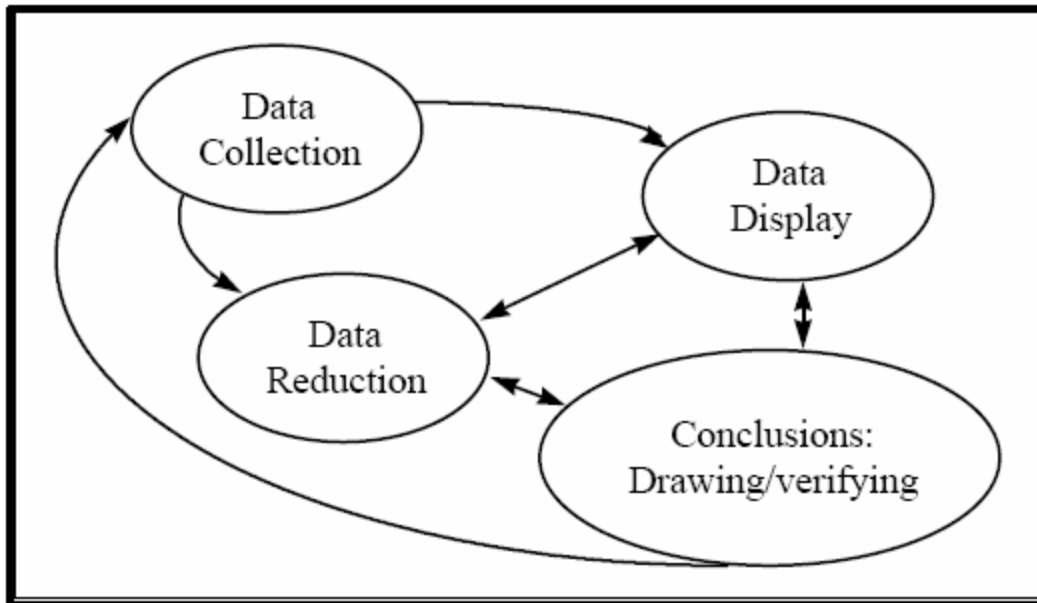 Data
Collection
Data
Display
Data
Reduction
Conclusions:
Drawing/verifying